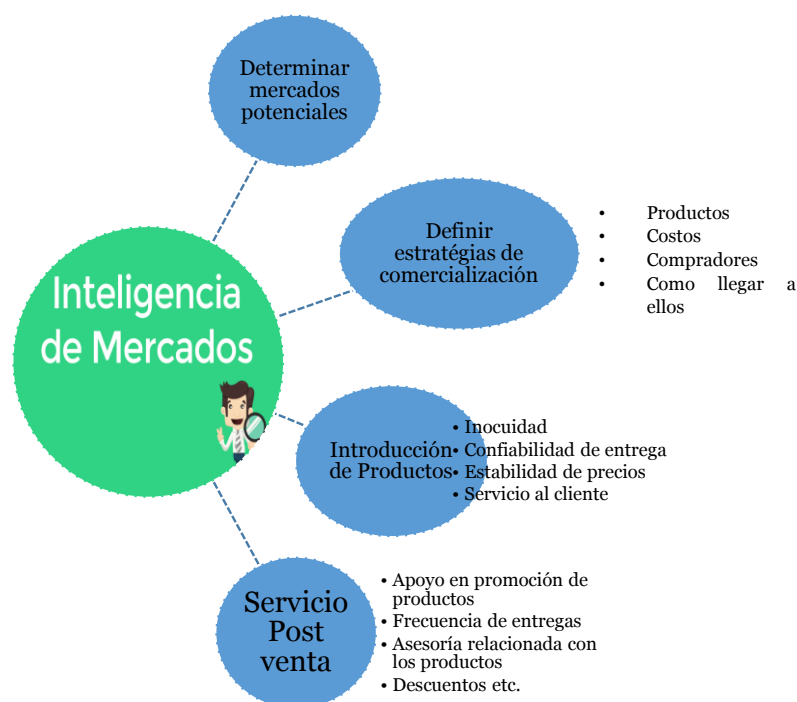 Determinar
mercados
potenciales
Definir
estratégias de
comercialización
• Productos
• Costos
• Compradores
• Como llegar a
ellos
Inteligencia
de Mercados
Introducción
de Productos
• Inocuidad
• Confiabilidad de entrega
• Estabilidad de precios
• Servicio al cliente
Servicio
Post
venta
• Apoyo en promoción de
productos
• Frecuencia de entregas
• Asesoría relacionada con
los productos
• Descuentos etc.